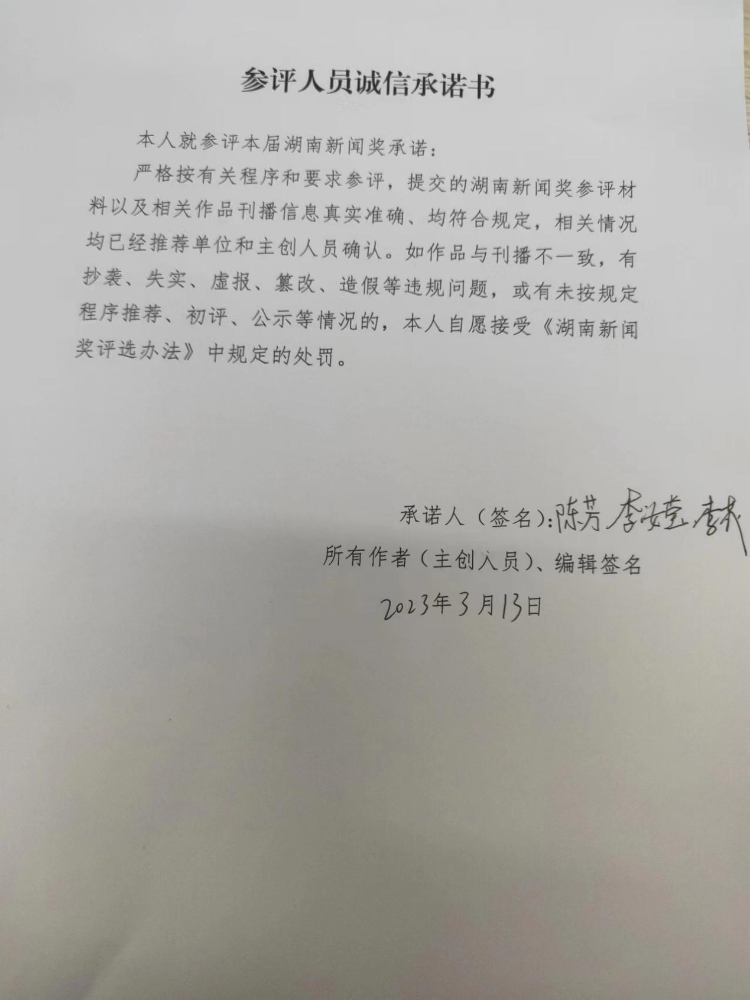 参评人员诚信承诺书
本人就参评本届湖南新闻奖承诺：
严格按有关程序和要求参评，提交的湖南新闻奖参评材
料以及相关作品刊播信息真实准确、均符合规定，相关情况
均已经推荐单位和主创人员确认。如作品与刊播不一致，有
抄袭、失实、虚报、篡改、造假等违规问题，或有未按规定
程序推荐、初评、公示等情况的，本人自愿接受《湖南新闻
奖评选办法》中规定的处罚。
承诺人（签名）：陈芳 李 李
所有作者（主创人员）、编辑签名
2023年3月13日